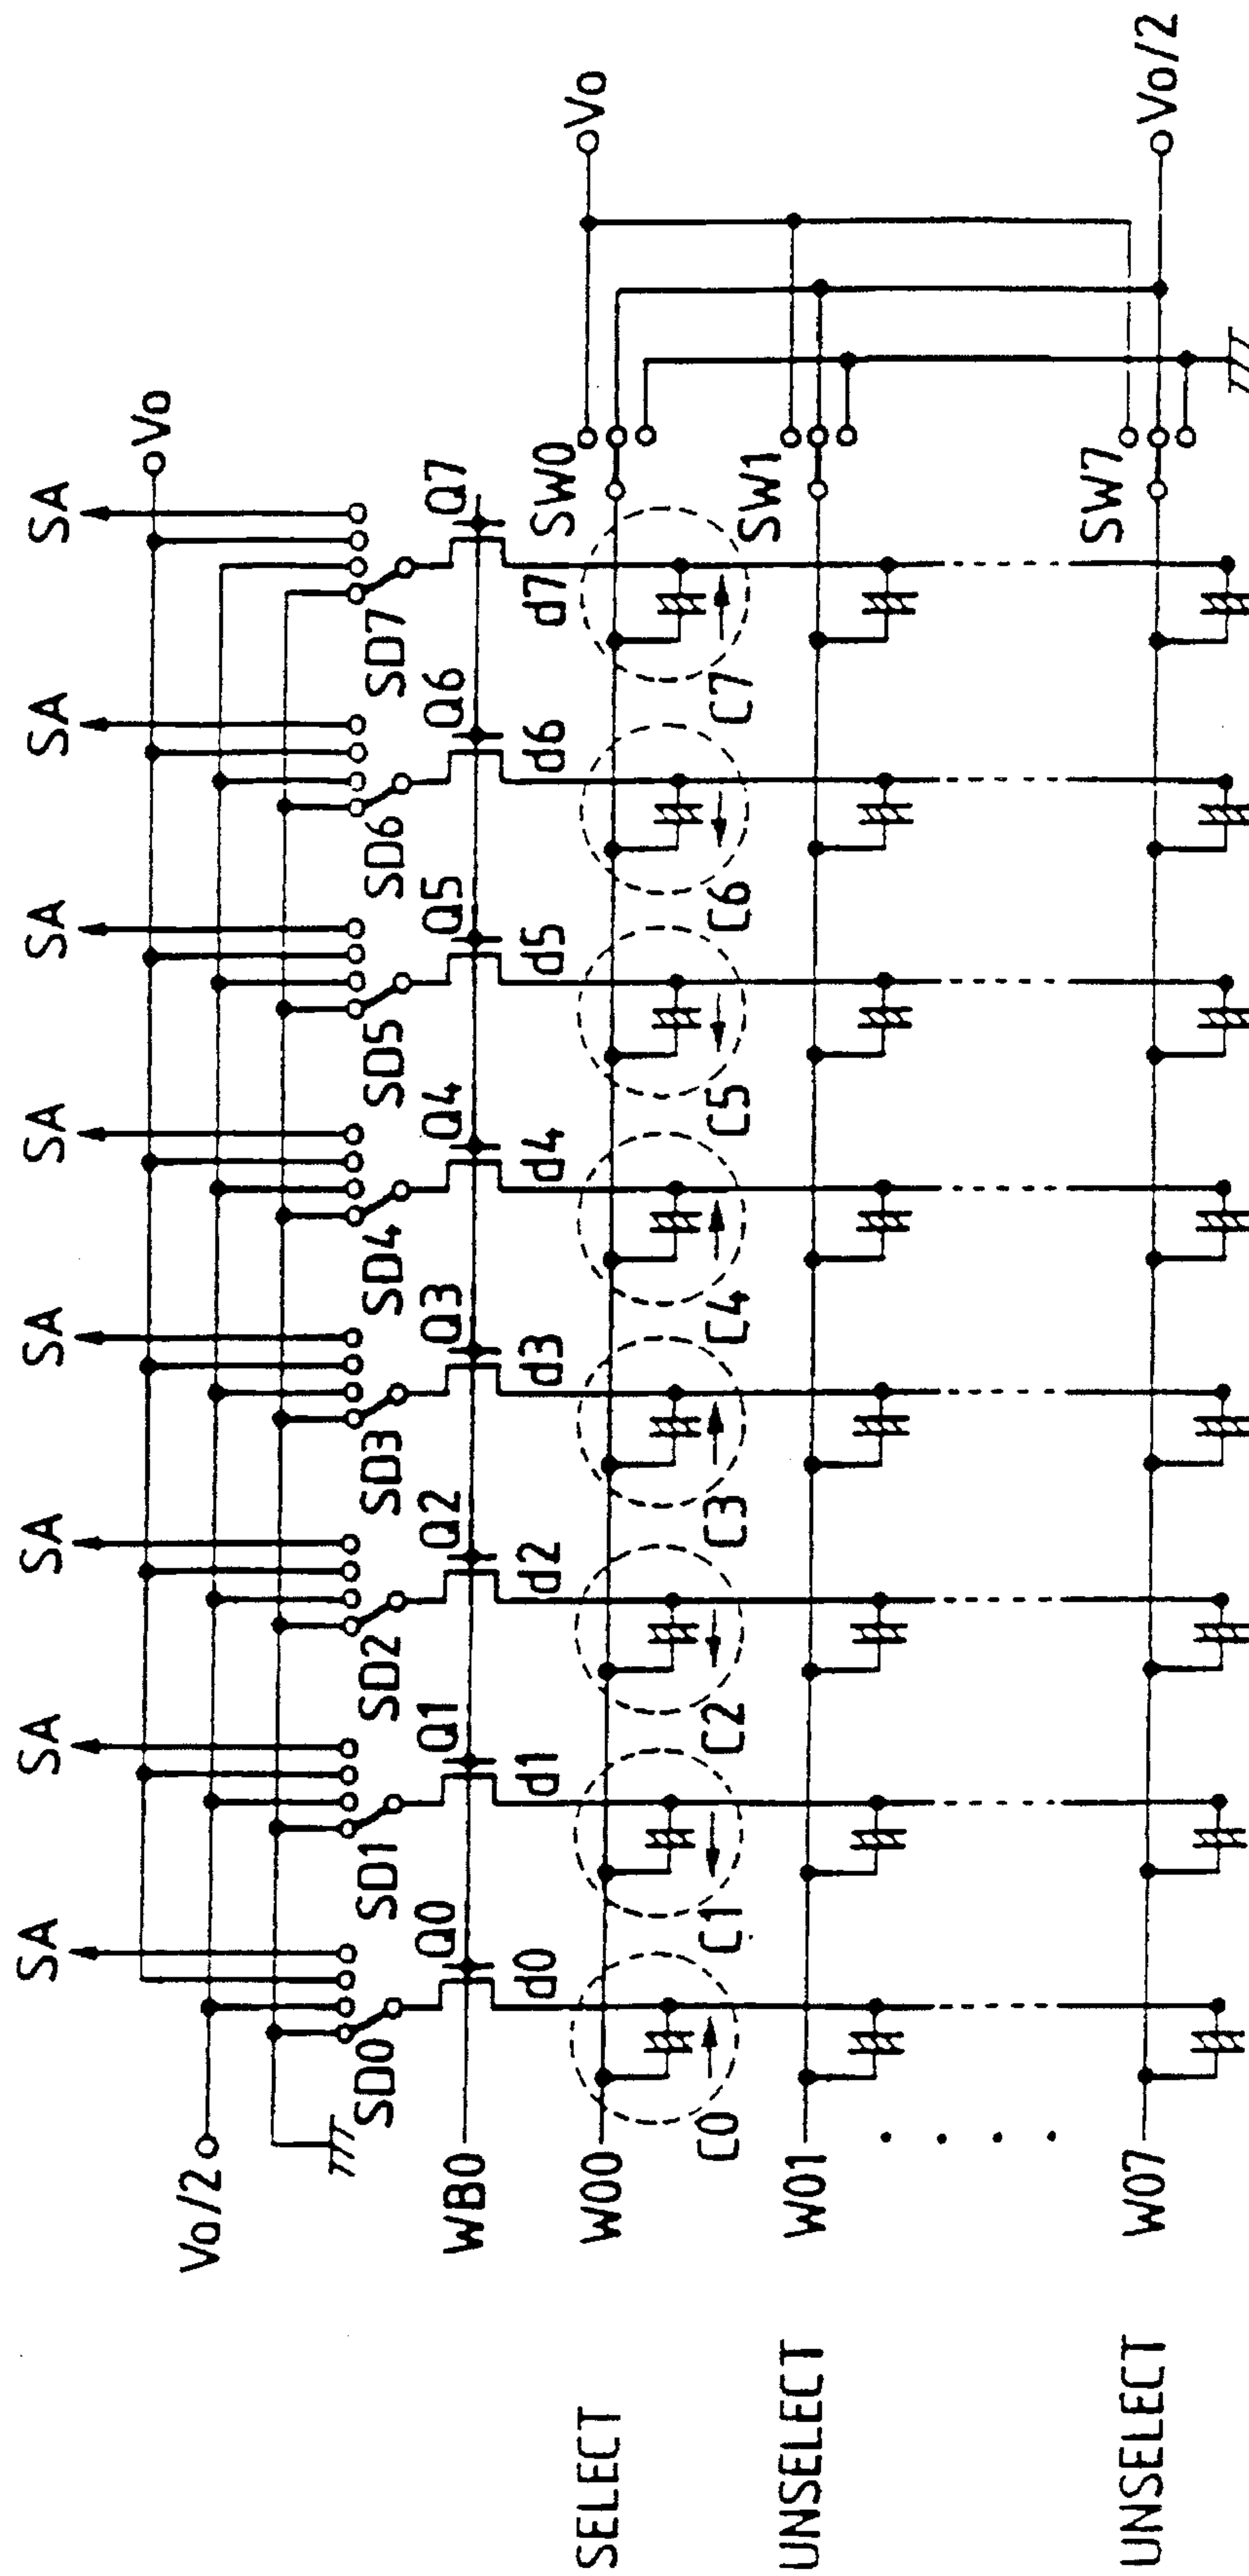 SA SA SA SA SA SA SA SA
Vo
Vo/2
SD0 SD1 SD2 SD3 SD4 SD5 SD6 SD7
WB0 Q0 Q1 Q2 Q3 Q4 Q5 Q6 Q7
d0 d1 d2 d3 d4 d5 d6 d7
Vo
SELECT W00 SW0
C0 C1 C2 C3 C4 C5 C6 C7
UNSELECT W01 SW1
UNSELECT W07 SW7 Vo/2